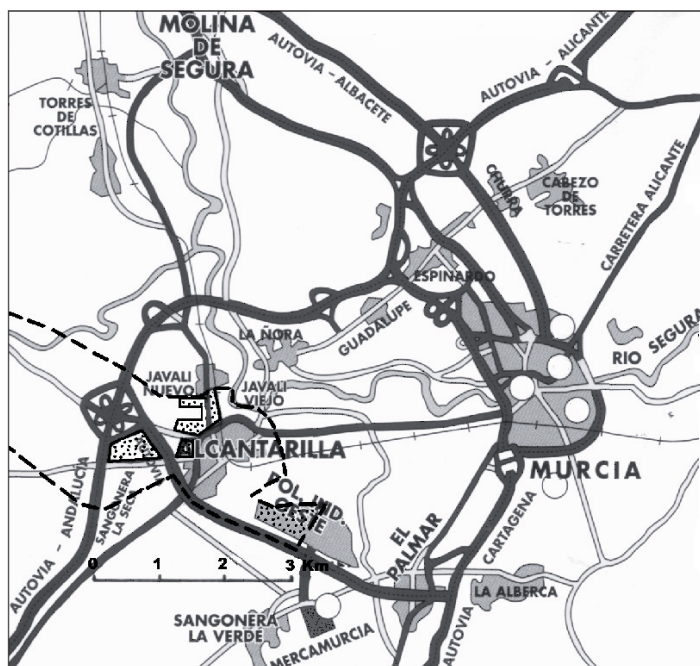 MOLINA
DE
SEGURA
AUTOVIA - ALBACETE
AUTOVIA - ALICANTE
TORRES
DE
COTILLAS
CHURRA
CABEZO
DE
TORRES
CARRETERA ALICANTE
ESPINARDO
GUADALUPE
LA ÑORA
RIO SEGURA
JAVALI
NUEVO
JAVALI
VIEJO
ALCANTARILLA
MURCIA
AUTOVIA - ANDALUCIA
SANGONERA
LA SECA
POL. IND.
OESTE
EL
PALMAR
CARTAGENA
AUTOVIA
0 1 2 3 Km
LA ALBERCA
SANGONERA
LA VERDE
MERCAMURCIA